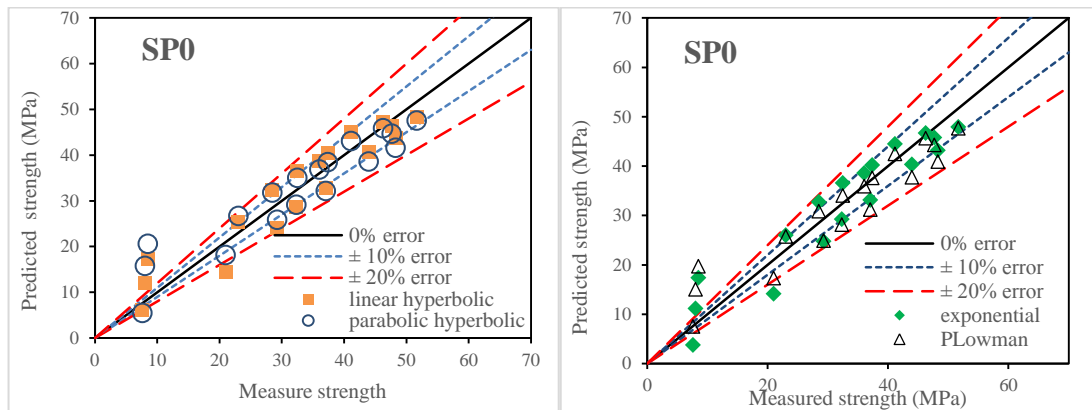 SP0
Predicted strength (MPa)
70
60
50
40
30
20
10
0
0% error
± 10% error
± 20% error
linear hyperbolic
parabolic hyperbolic
0 10 20 30 40 50 60 70
Measure strength
SP0
Predicted strength (MPa)
70
60
50
40
30
20
10
0
0% error
± 10% error
± 20% error
exponential
PLowman
0 20 40 60
Measured strength (MPa)